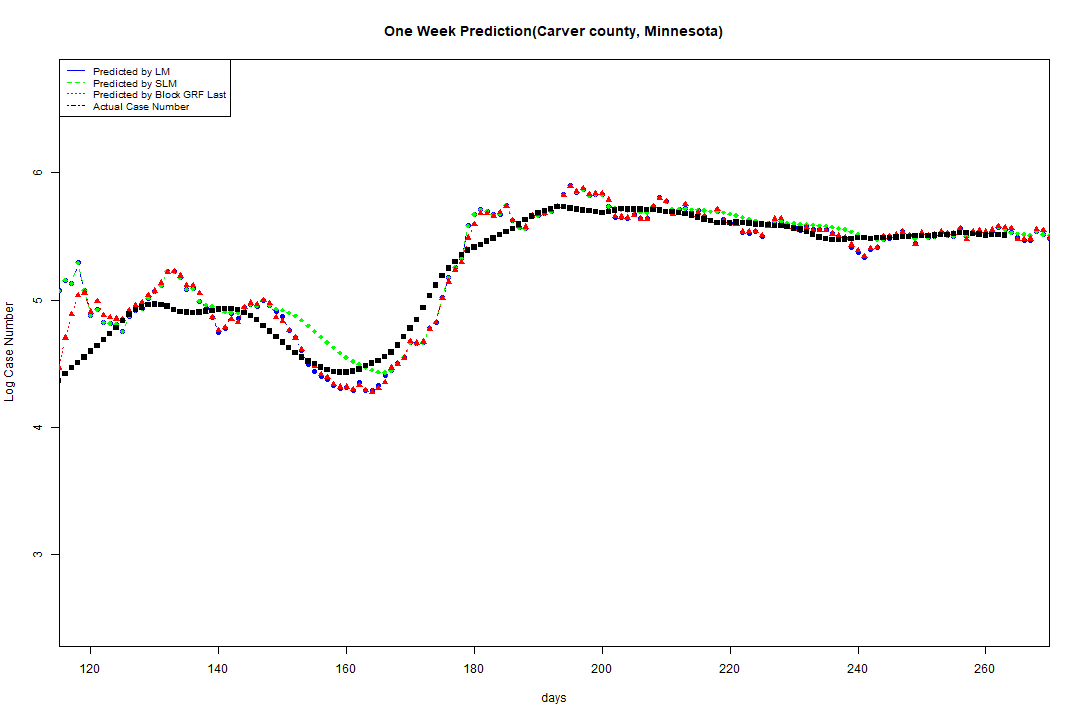 One Week Prediction(Carver county, Minnesota)
Predicted by LM
Predicted by SLM
Predicted by Block GRF Last
Actual Case Number
6
5
4
3
Log Case Number
120 140 160 180 200 220 240 260
days